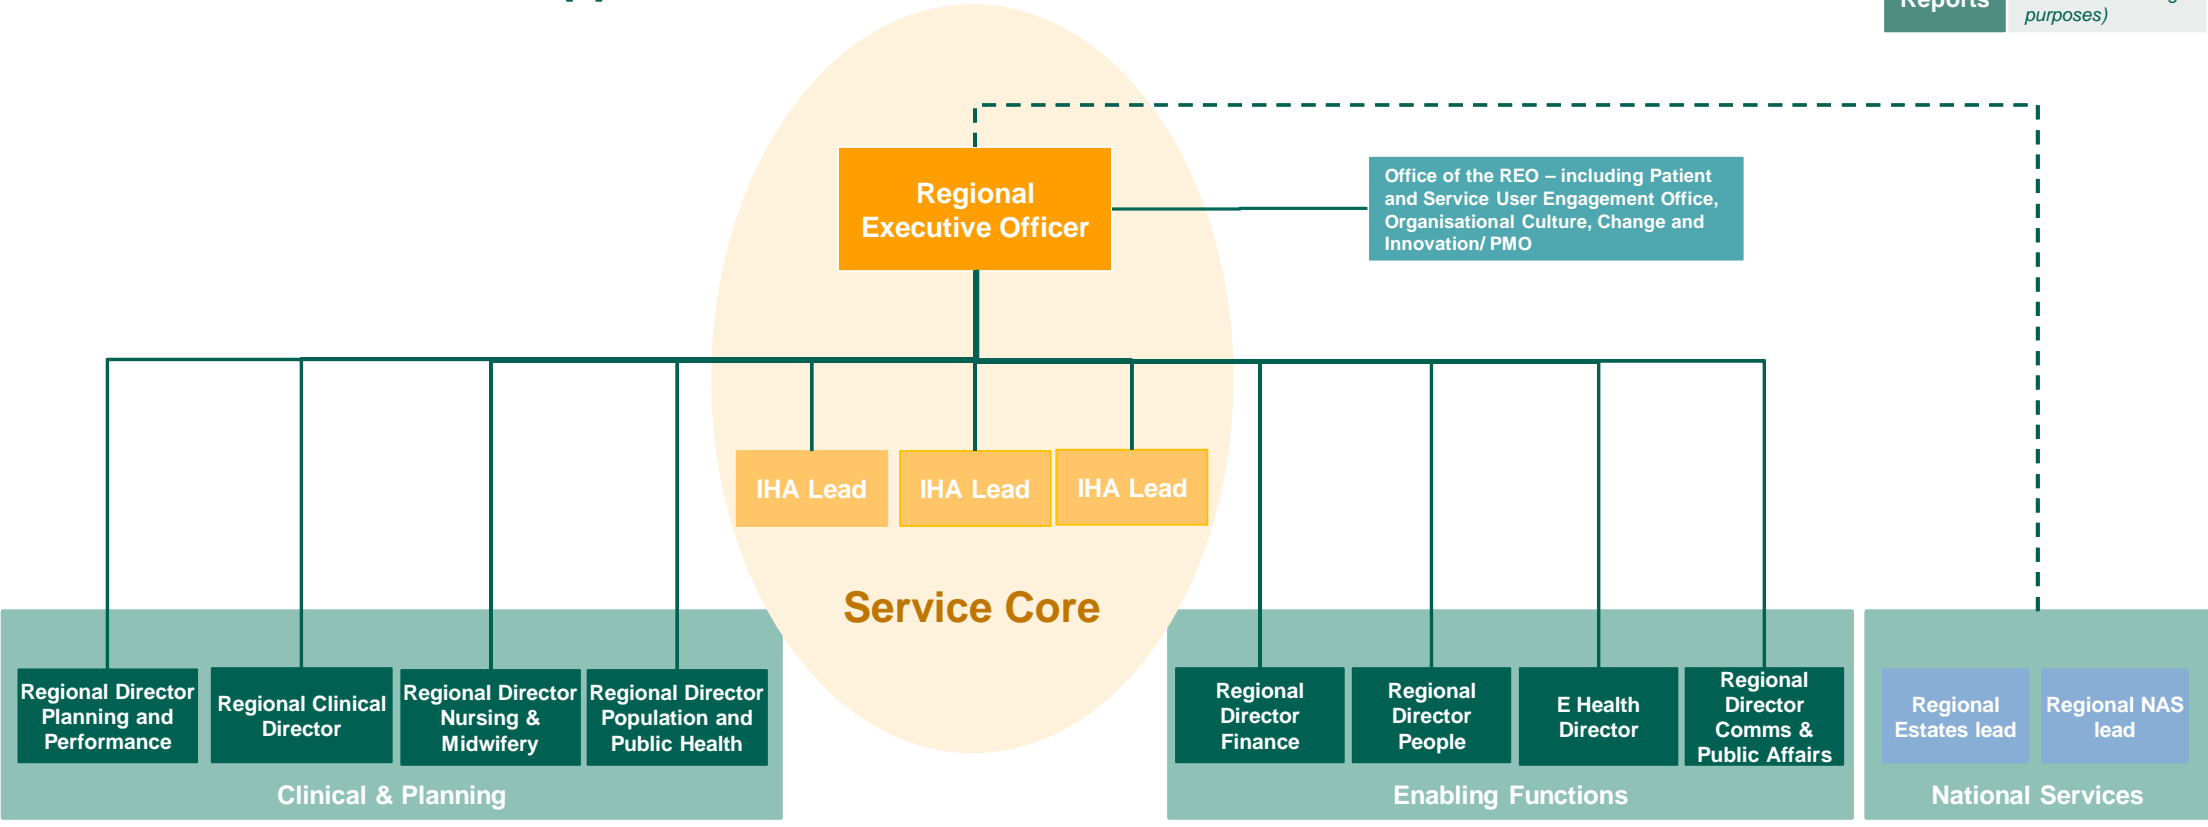 Reports
purposes)
Regional
Executive Officer
Office of the REO – including Patient
and Service User Engagement Office,
Organisational Culture, Change and
Innovation/ PMO
IHA Lead
IHA Lead
IHA Lead
Service Core
Regional Director
Planning and
Performance
Regional Clinical
Director
Regional Director
Nursing &
Midwifery
Regional Director
Population and
Public Health
Clinical & Planning
Regional
Director
Finance
Regional
Director
People
E Health
Director
Regional
Director
Comms &
Public Affairs
Enabling Functions
Regional
Estates lead
Regional NAS
lead
National Services